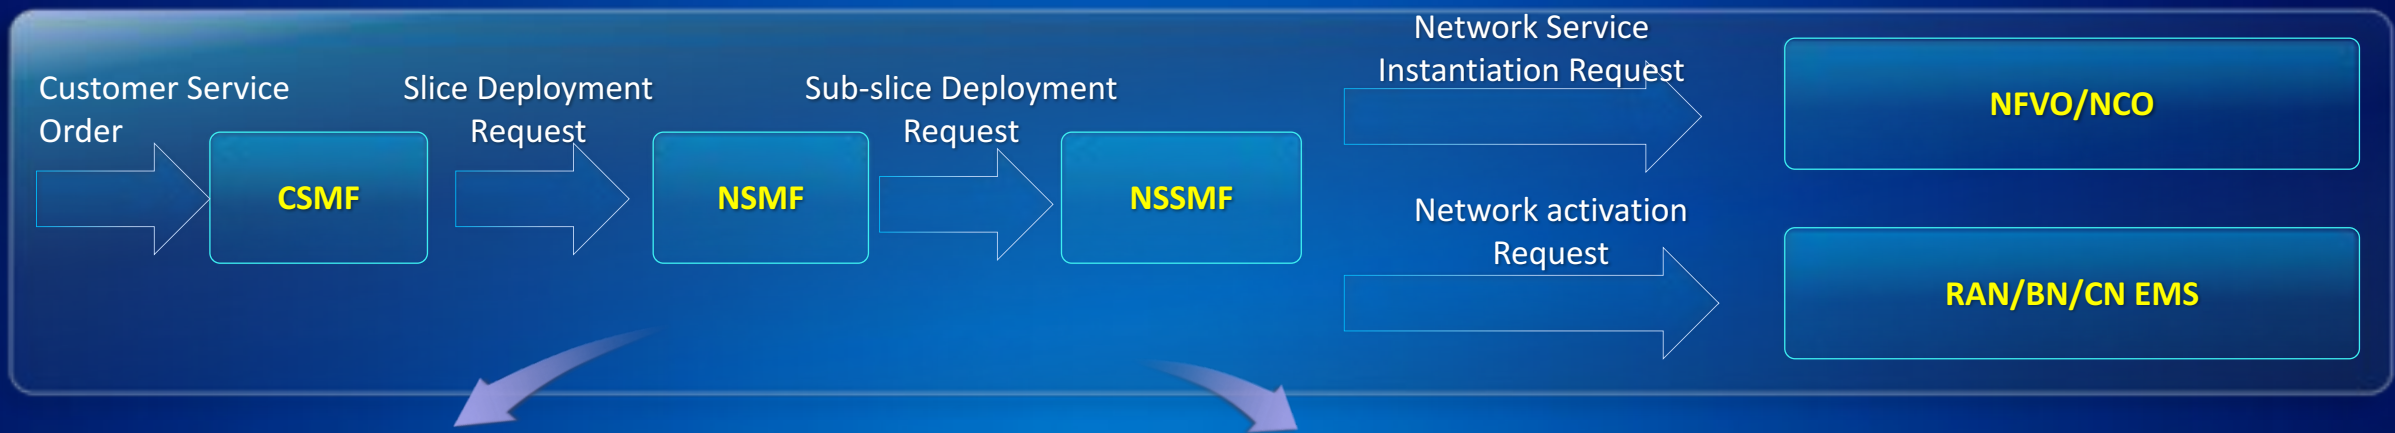 Customer Service
Order
CSMF
Slice Deployment
Request
NSMF
Sub-slice Deployment
Request
NSSMF
Network Service
Instantiation Request
NFVO/NCO
Network activation
Request
RAN/BN/CN EMS